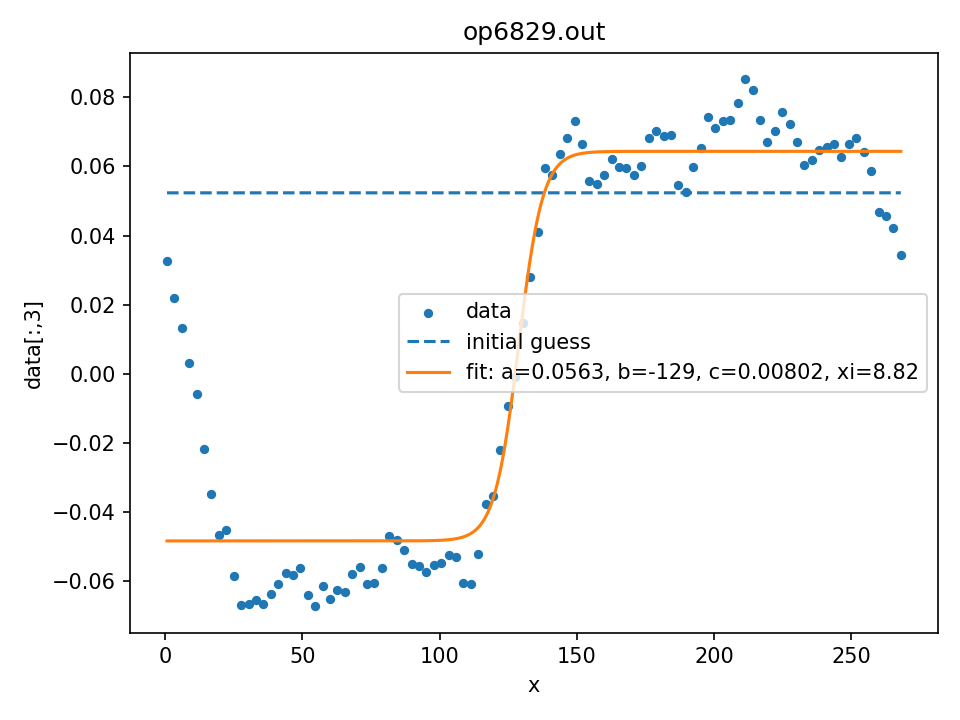 op6829.out
data[:,3]
0.08
0.06
0.04
0.02
0.00
−0.02
−0.04
−0.06
data
initial guess
fit: a=0.0563, b=-129, c=0.00802, xi=8.82
0 50 100 150 200 250
x